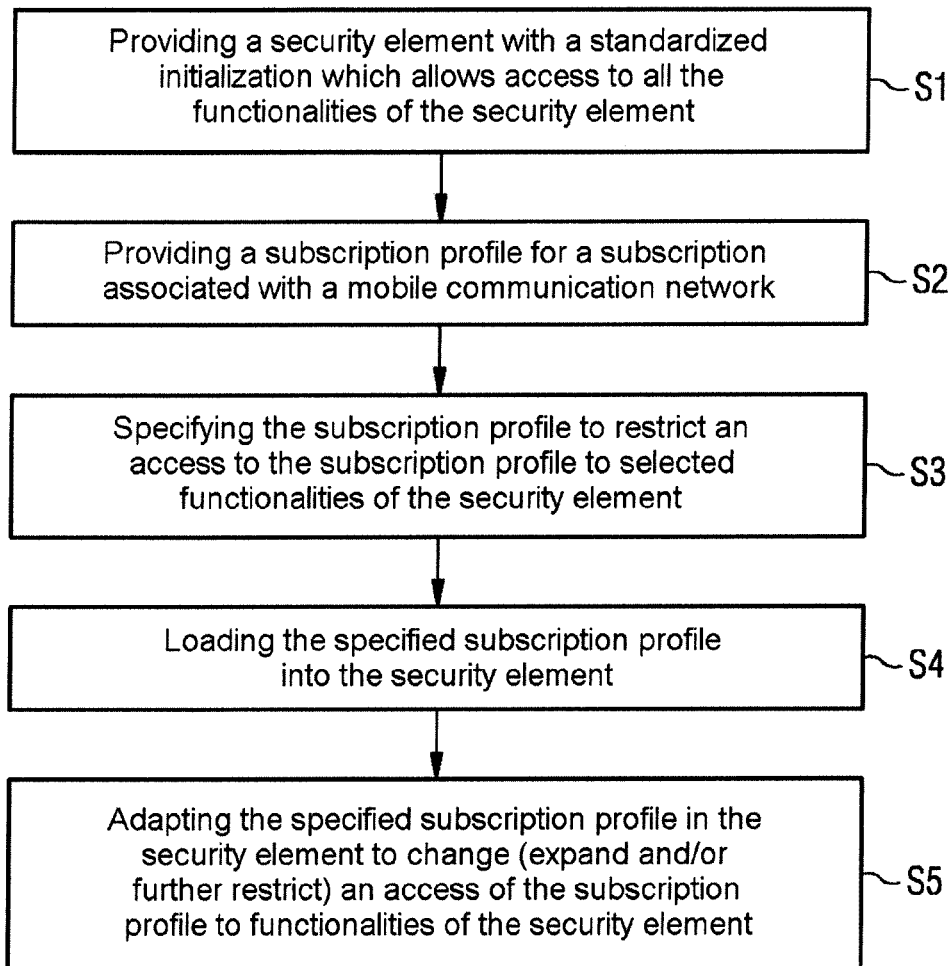 Providing a security element with a standardized
initialization which allows access to all the
functionalities of the security element
S1
Providing a subscription profile for a subscription
associated with a mobile communication network
S2
Specifying the subscription profile to restrict an
access to the subscription profile to selected
functionalities of the security element
S3
Loading the specified subscription profile
into the security element
S4
Adapting the specified subscription profile in the
security element to change (expand and/or
further restrict) an access of the subscription
profile to functionalities of the security element
S5